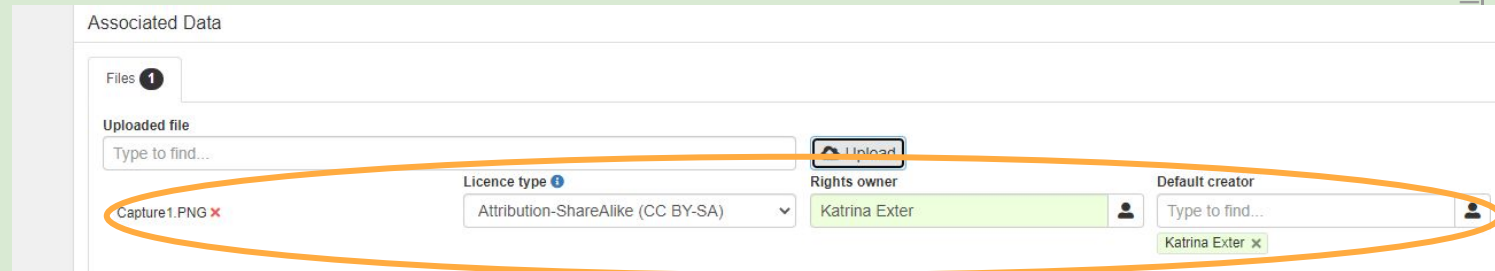 Associated Data
Files 1
Uploaded file
Type to find...
Upload
Licence type
Rights owner
Default creator
Capture1.PNG
Attribution-ShareAlike (CC BY-SA)
Katrina Exter
Type to find...
Katrina Exter